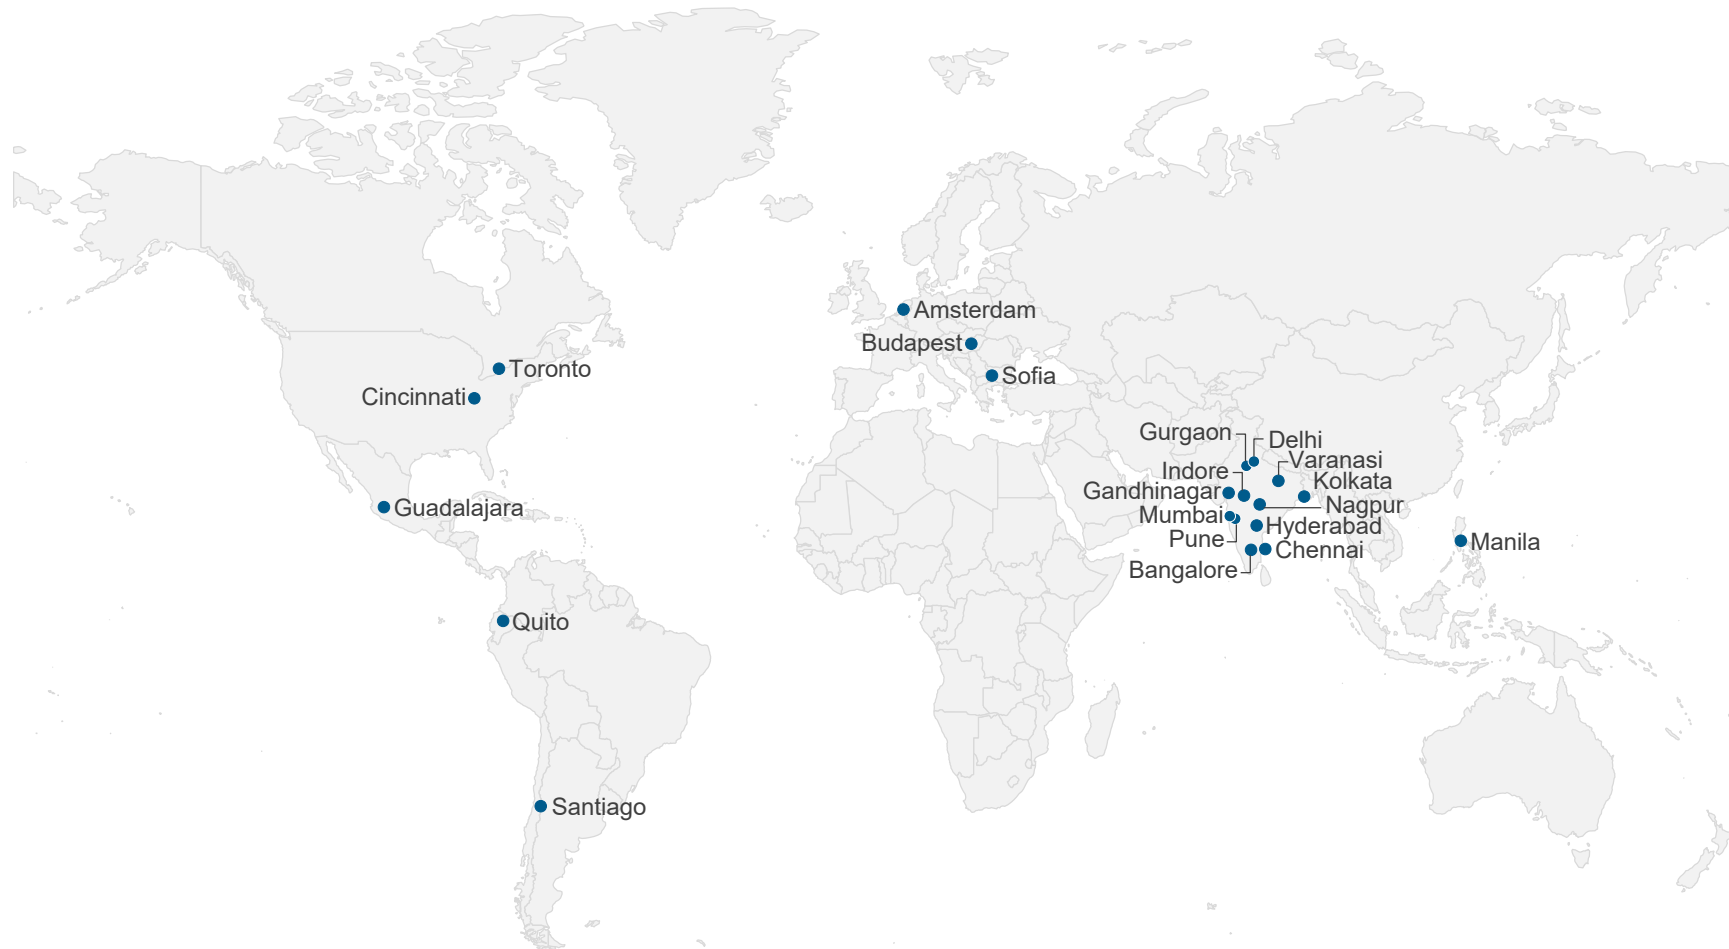 Amsterdam
Budapest
Toronto
Sofia
Cincinnati
Gurgaon
Delhi
Varanasi
Indore
Kolkata
Gandhinagar
Nagpur
Guadalajara
Mumbai
Hyderabad
Pune
Manila
Chennai
Bangalore
Quito
Santiago